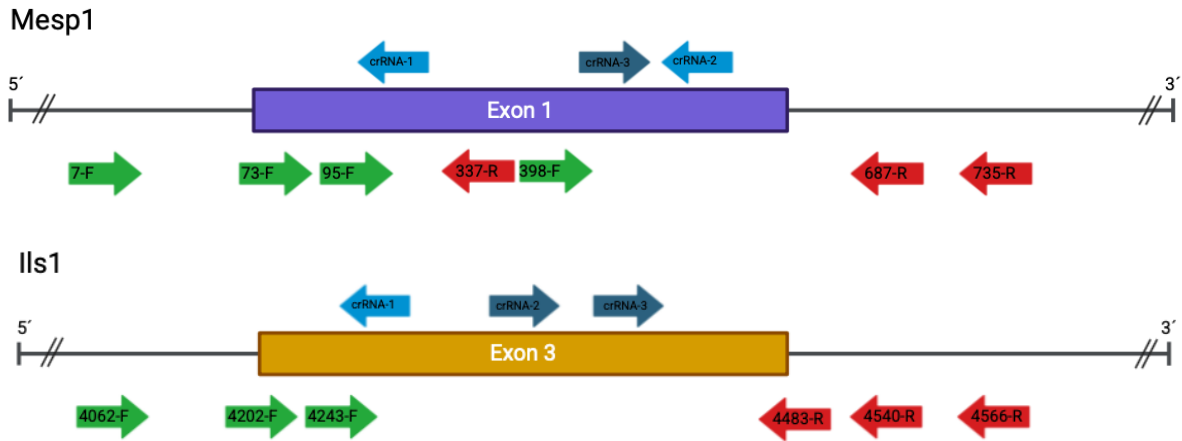 Mesp1
crRNA-1
crRNA-3
crRNA-2
5´
3´
Exon 1
7-F
73-F
95-F
337-R
398-F
687-R
735-R
Ils1
crRNA-1
crRNA-2
crRNA-3
5´
3´
Exon 3
4062-F
4202-F
4243-F
4483-R
4540-R
4566-R